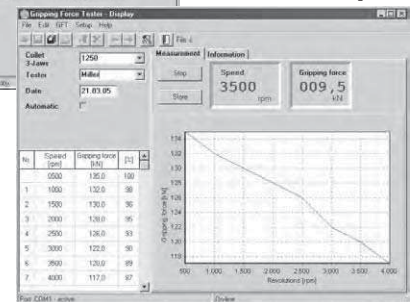 Gripping Force Tester - Display
File Edit GFT Setup Help
File
Collet
3-Jaws
1250
Tester
Miller
Date
21.03.05
Automatic
Measurement
Information
Stop
Store
Speed
3500
rpm
Gripping force
009,5
kN
No
Speed
[rpm]
Gripping force
[kN]
[%]
0500 135,0 100
1 1000 132,0 98
2 1500 130,0 96
3 2000 128,0 95
4 2500 126,0 93
5 3000 122,0 90
6 3500 120,0 89
7 4000 117,0 87
Gripping force [kN]
134
132
130
128
126
124
122
120
118
500 1.000 1.500 2.000 2.500 3.000 3.500 4.000
Revolutions [rpm]
Port COM1 - active